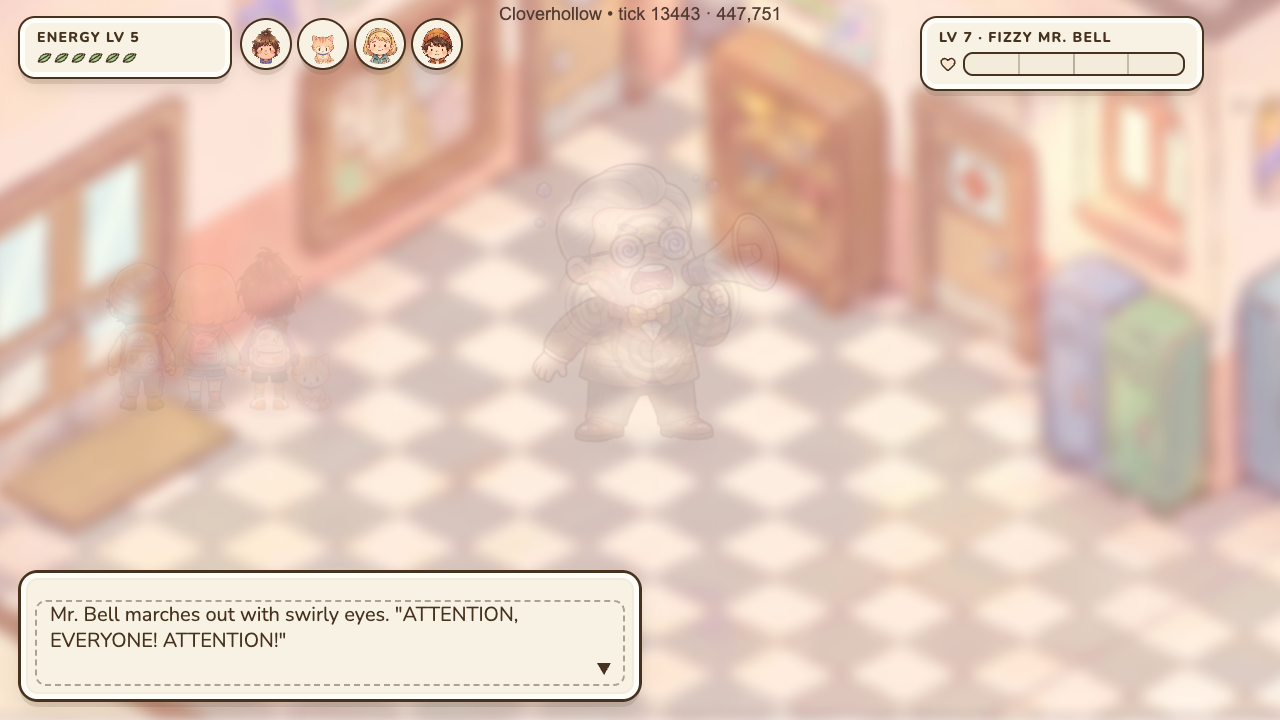 Cloverhollow • tick 13443 · 447,751
ENERGY LV 5
LV 7 · FIZZY MR. BELL
Mr. Bell marches out with swirly eyes. "ATTENTION,
EVERYONE! ATTENTION!"